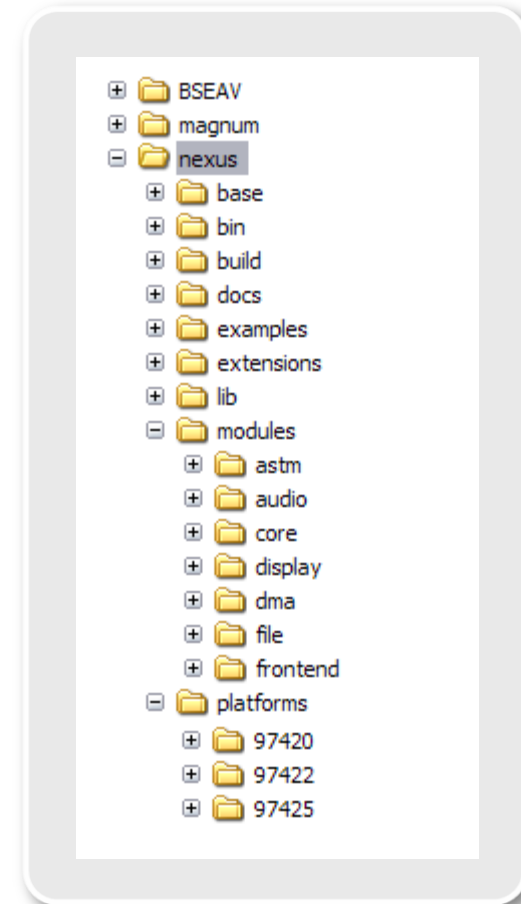 BSEAV
magnum
nexus
base
bin
build
docs
examples
extensions
lib
modules
astm
audio
core
display
dma
file
frontend
platforms
97420
97422
97425